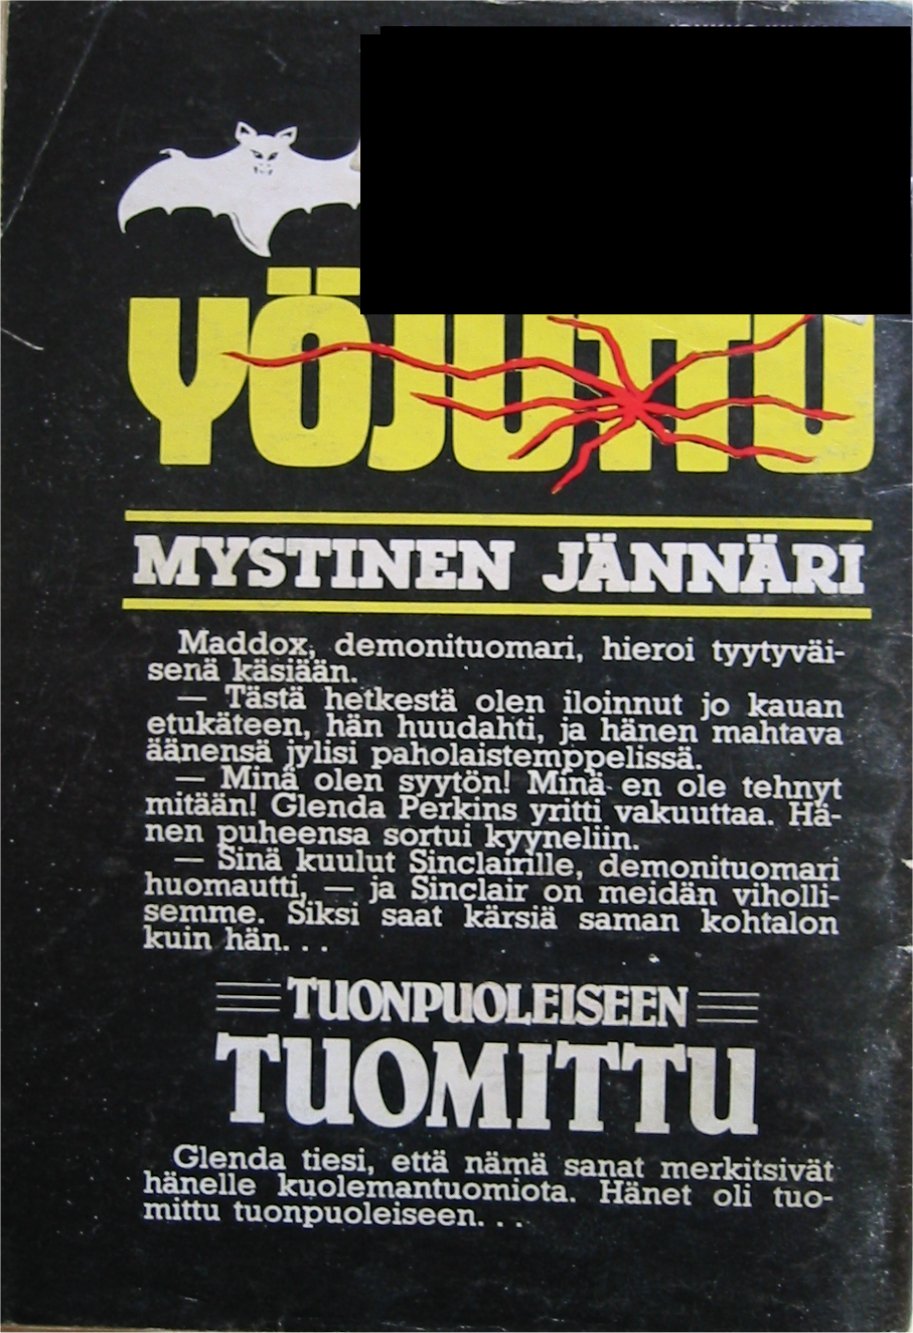 YÖJUTTU
MYSTINEN JÄNNÄRI
Maddox, demonituomari, hieroi tyytyväi-
senä käsiään.
— Tästä hetkestä olen iloinnut jo kauan
etukäteen, hän huudahti, ja hänen mahtava
äänensä jylisi paholaistemppelissä.
— Minä olen syytön! Minä en ole tehnyt
mitään! Glenda Perkins yritti vakuuttaa. Hä-
nen puheensa sortui kyyneliin.
— Sinä kuulut Sinclairille, demonituomari
huomautti, — ja Sinclair on meidän vihollı-
semme. Siksi saat kärsiä saman kohtalon
kuin hän. . .
TUONPUOLEISEEN
TUOMITTU
Glenda tiesi, että nämä sanat merkitsivät
hänelle kuolemantuomiota. Hänet oli tuo-
mittu tuonpuoleiseen. . .